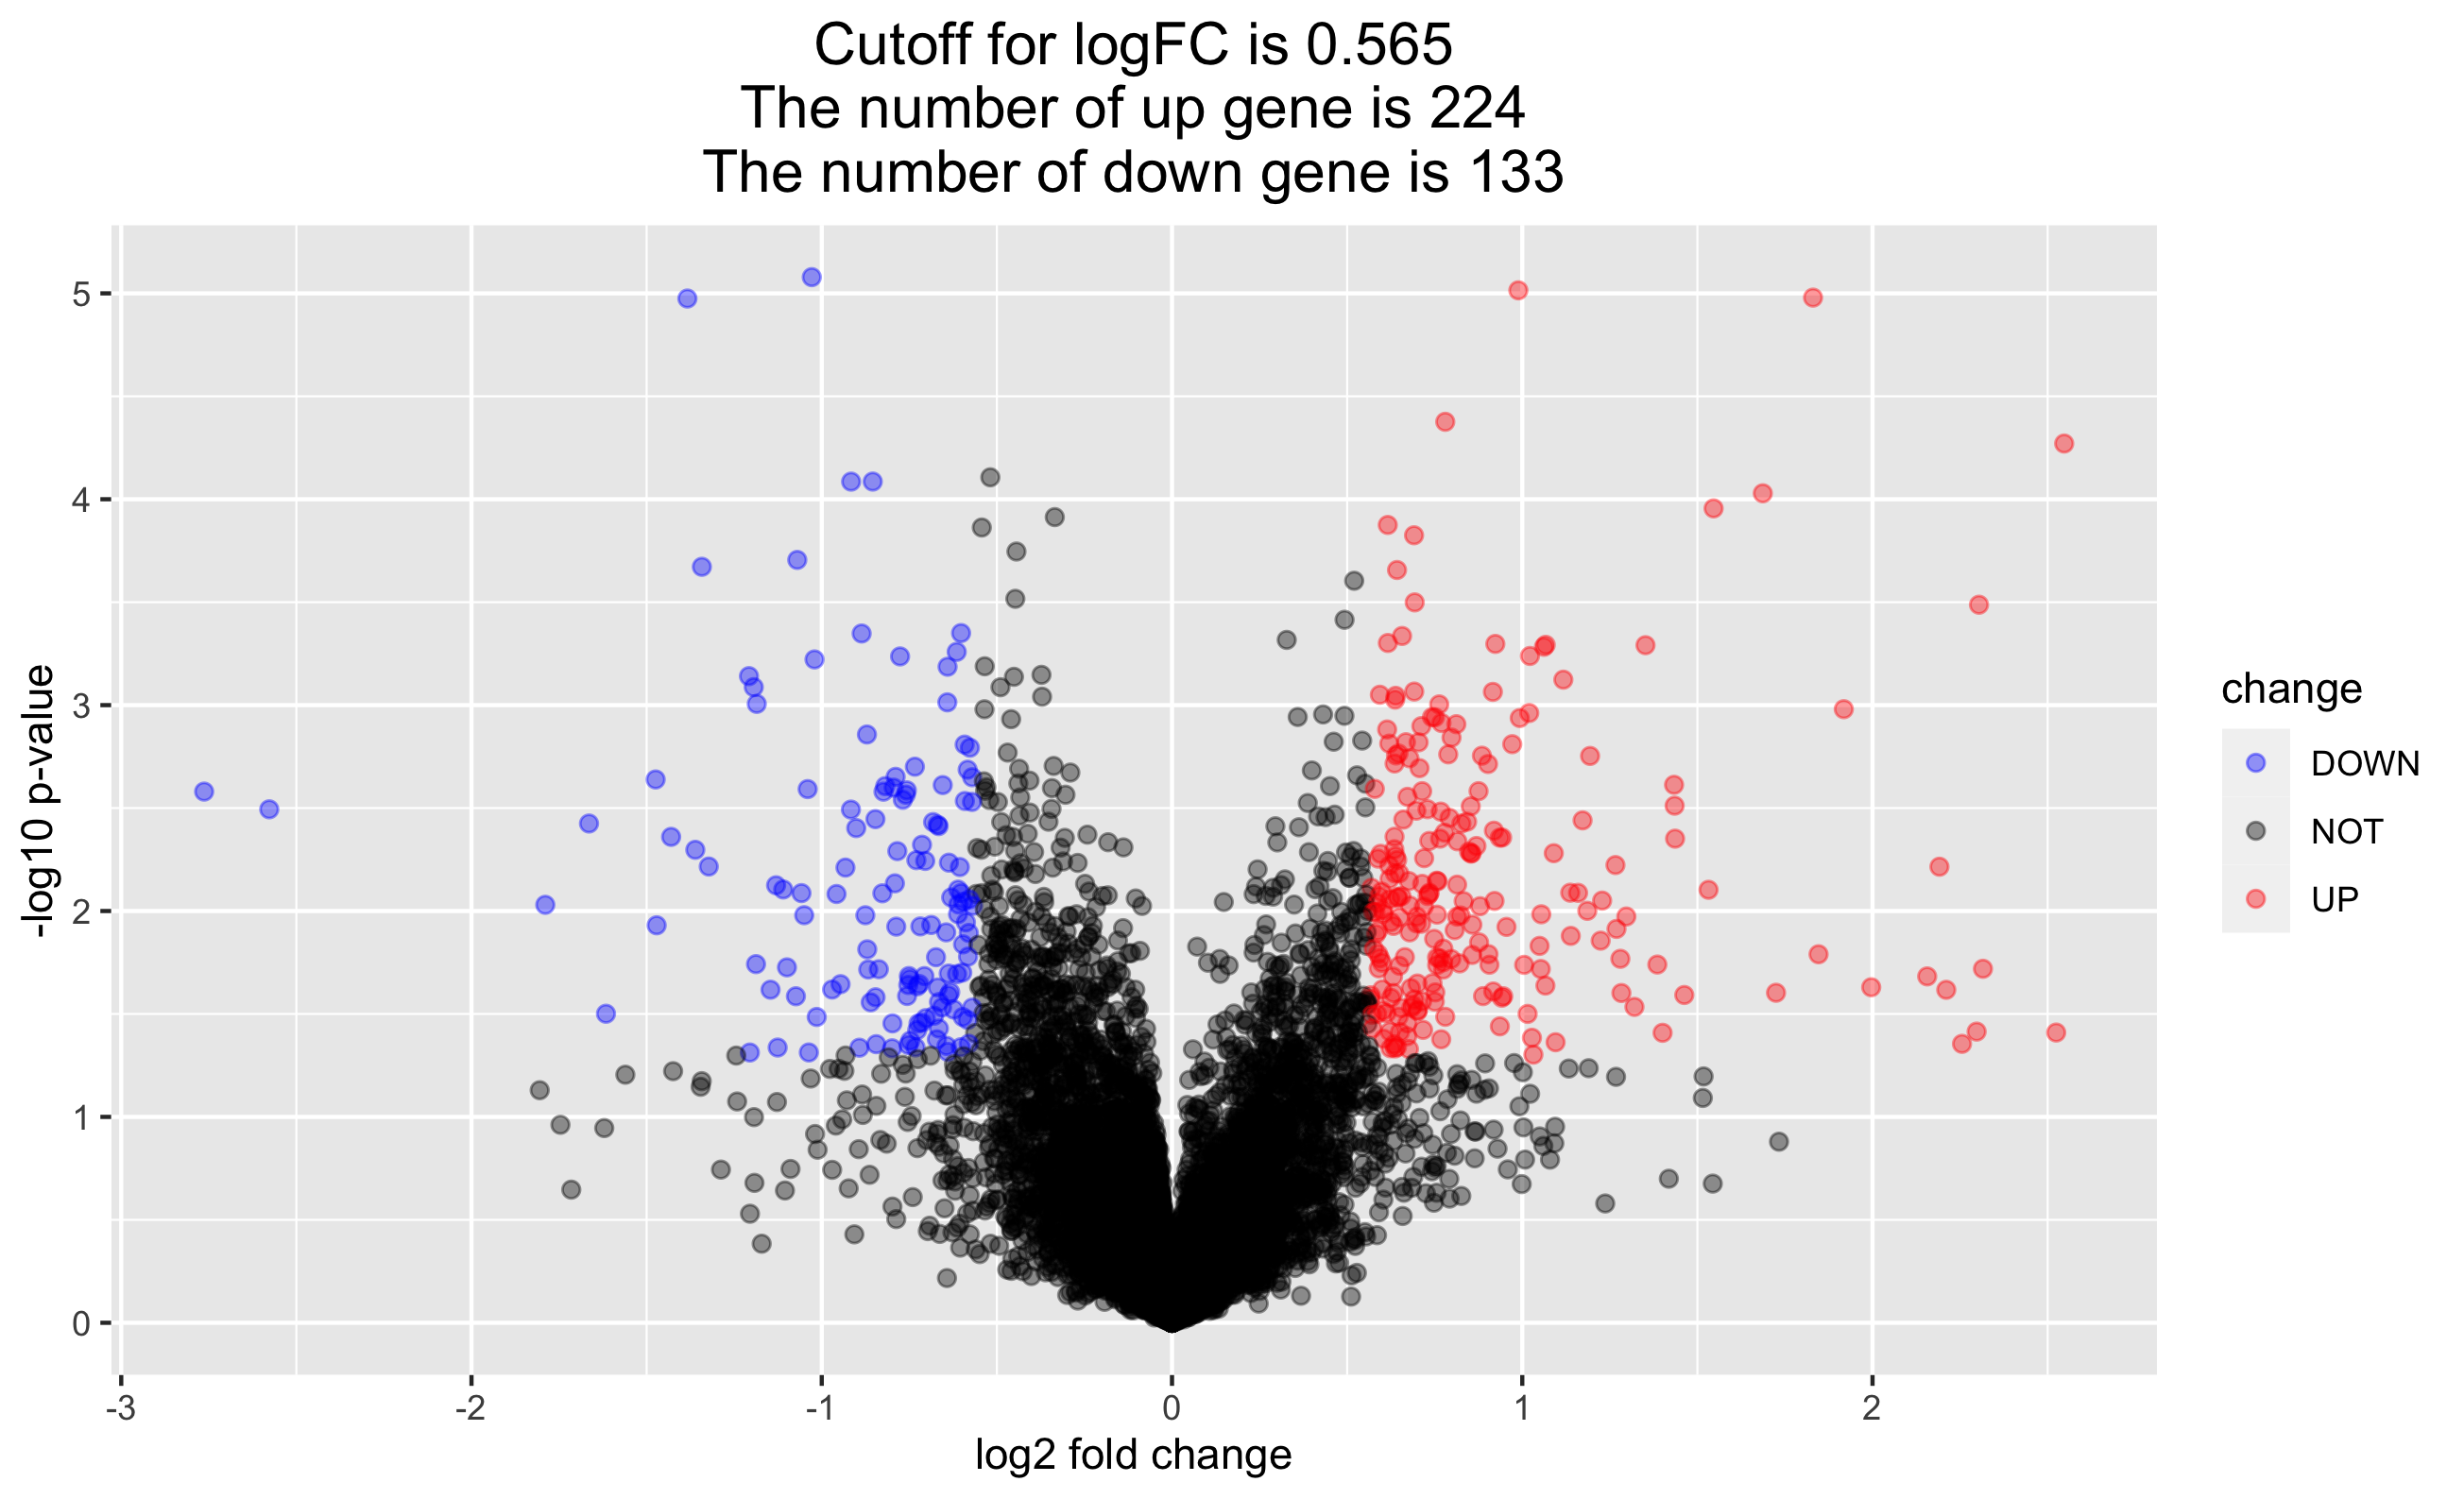 Cutoff for logFC is 0.565
The number of up gene is 224
The number of down gene is 133
5
4
3
2
1
0
-log10 p-value
-3 -2 -1 0 1 2
log2 fold change
change
DOWN
NOT
UP